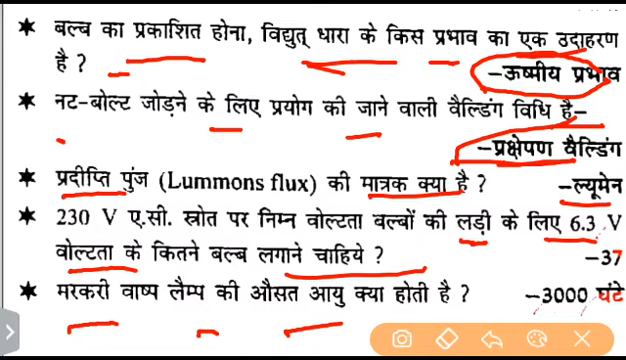 ★ बल्ब का प्रकाशित होना, विद्युत् धारा के किस प्रभाव का एक उदाहरण
है ? –ऊष्मीय प्रभाव
★ नट-बोल्ट जोड़ने के लिए प्रयोग की जाने वाली वैल्डिंग विधि है–
–प्रक्षेपण वैल्डिंग
★ प्रदीप्ति पुंज (Lummons flux) की मात्रक क्या है ? –ल्यूमेन
★ 230 V ए.सी. स्रोत पर निम्न वोल्टता बल्बों की लड़ी के लिए 6.3 V
वोल्टता के कितने बल्ब लगाने चाहिये ? –37
★ मरकरी वाष्प लैम्प की औसत आयु क्या होती है ? –3000 घंटे